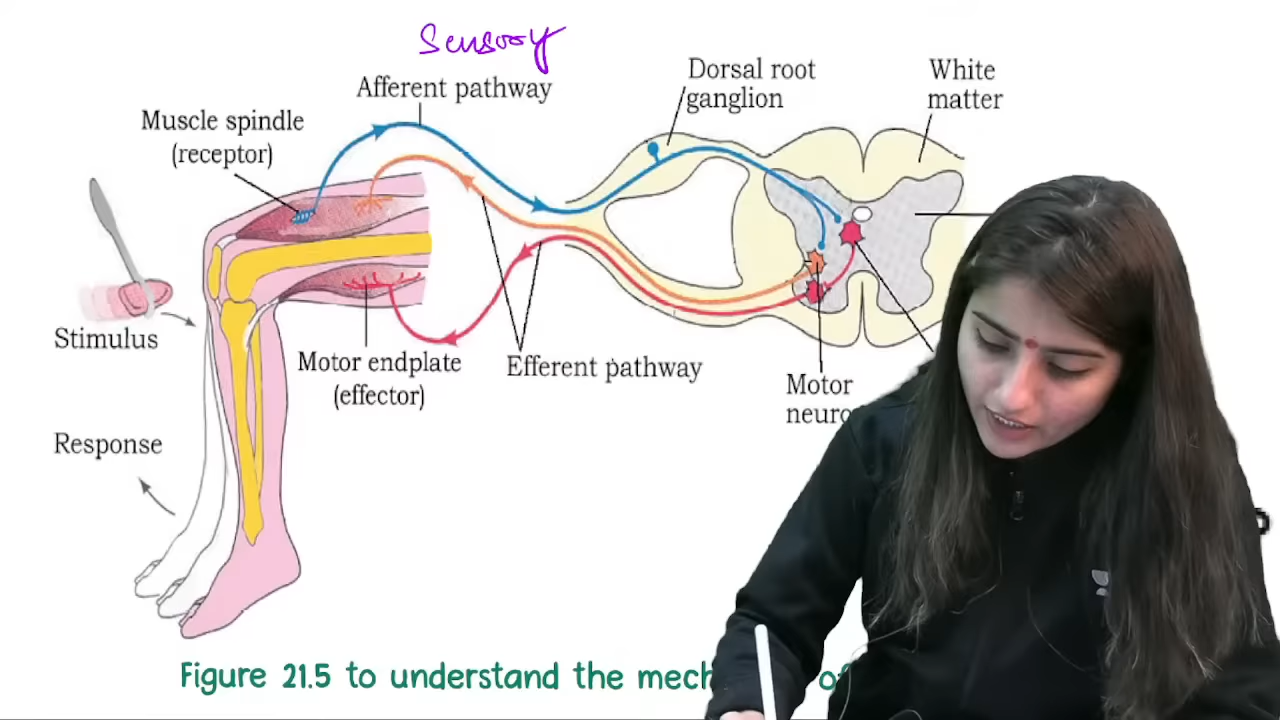 Sensory
Afferent pathway
Dorsal root
ganglion
White
matter
Muscle spindle
(receptor)
Stimulus
Motor endplate
(effector)
Efferent pathway
Motor
Response
Figure 21.5 to understand the